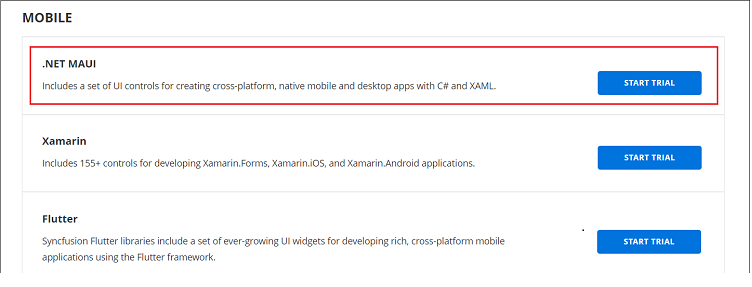 MOBILE
.NET MAUI
Includes a set of UI controls for creating cross-platform, native mobile and desktop apps with C# and XAML.
START TRIAL
Xamarin
Includes 155+ controls for developing Xamarin.Forms, Xamarin.iOS, and Xamarin.Android applications.
START TRIAL
Flutter
Syncfusion Flutter libraries include a set of ever-growing UI widgets for developing rich, cross-platform mobile
applications using the Flutter framework.
START TRIAL